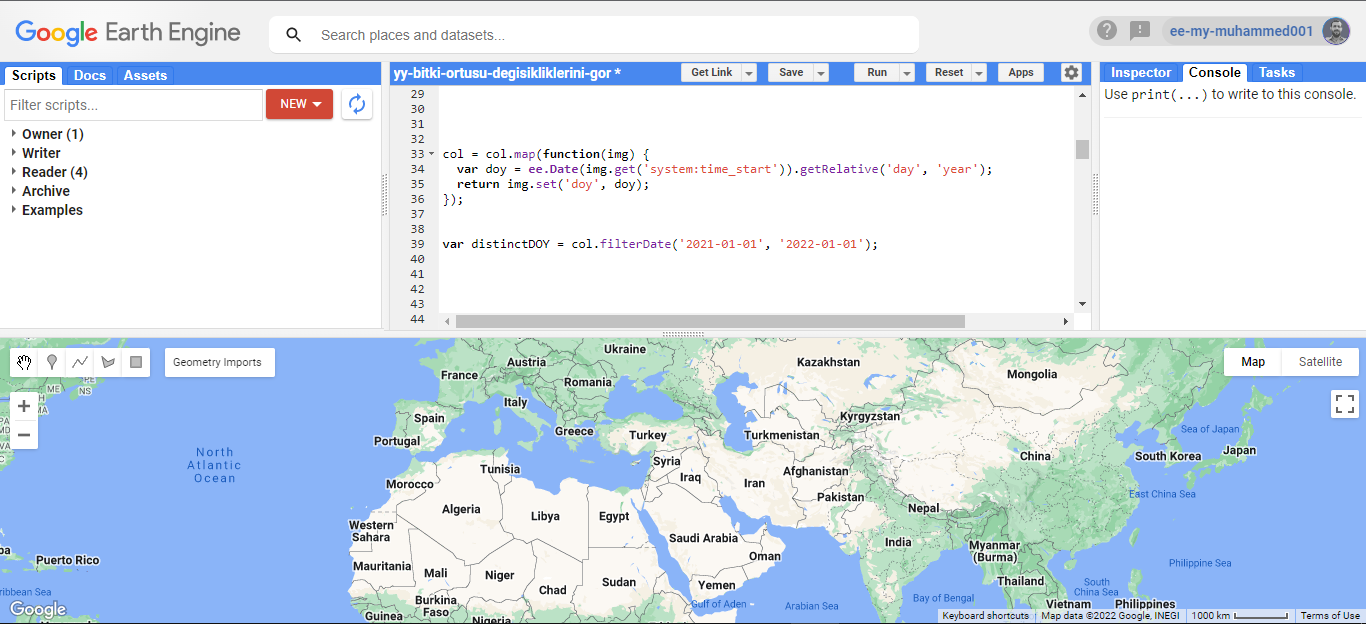 Google Earth Engine
Search places and datasets...
ee-my-muhammed001
Scripts Docs Assets
Filter scripts...
NEW
Owner (1)
Writer
Reader (4)
Archive
Examples
yy-bitki-ortusu-degisikliklerini-gor *
Get Link Save Run Reset Apps
29
30
31
32
33 col = col.map(function(img) {
34 var doy = ee.Date(img.get('system:time_start')).getRelative('day', 'year');
35 return img.set('doy', doy);
36 });
37
38
39 var distinctDOY = col.filterDate('2021-01-01', '2022-01-01');
40
41
42
43
44
Inspector Console Tasks
Use print(...) to write to this console.
Geometry Imports
Map Satellite
Ukraine
Austria
Kazakhstan
France
Romania
Mongolia
PE
NS
ME
Italy
Spain
Greece
Kyrgyzstan
Portugal
Turkey
Turkmenistan
Sea of Japan
North
Atlantic
Ocean
Tunisia
Syria
Iraq
Iran
Afghanistan
China
South Korea
Japan
Morocco
Pakistan
East China Sea
Algeria
Libya
Egypt
Nepal
Western
Sahara
Saudi Arabia
India
Myanmar
(Burma)
Oman
Puerto Rico
Mauritania
Mali
Niger
Chad
Sudan
Yemen
Thailand
Philippine Sea
South
China Sea
Burkina
Faso
Guinea
Nigeria
Gulf of Aden
Arabian Sea
Bay of Bengal
Vietnam
Philippines
ribbean Sea
Google
Keyboard shortcuts Map data ©2022 Google, INEGI 1000 km Terms of Use